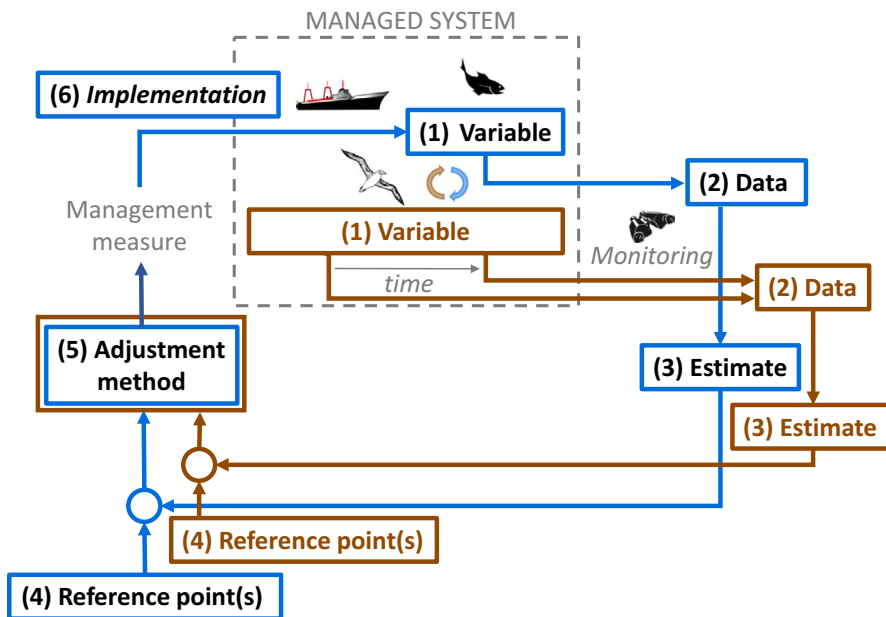 MANAGED SYSTEM
(6) Implementation
(1) Variable
(2) Data
Management
measure
(1) Variable
Monitoring
time
(2) Data
(5) Adjustment
method
(3) Estimate
(3) Estimate
(4) Reference point(s)
(4) Reference point(s)